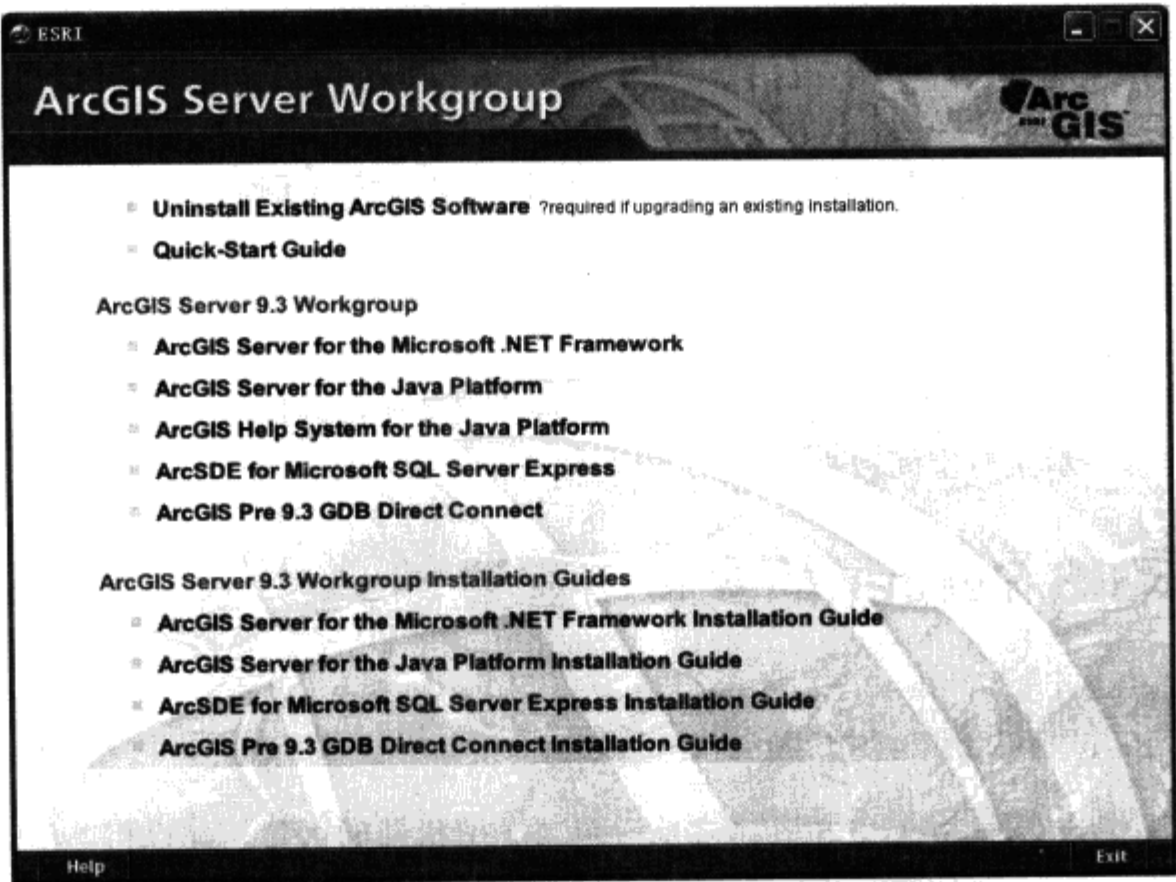 ESRI
ArcGIS Server Workgroup
Arc
ESRI GIS™
Uninstall Existing ArcGIS Software ?required if upgrading an existing installation.
Quick-Start Guide
ArcGIS Server 9.3 Workgroup
ArcGIS Server for the Microsoft .NET Framework
ArcGIS Server for the Java Platform
ArcGIS Help System for the Java Platform
ArcSDE for Microsoft SQL Server Express
ArcGIS Pre 9.3 GDB Direct Connect
ArcGIS Server 9.3 Workgroup Installation Guides
ArcGIS Server for the Microsoft .NET Framework Installation Guide
ArcGIS Server for the Java Platform Installation Guide
ArcSDE for Microsoft SQL Server Express Installation Guide
ArcGIS Pre 9.3 GDB Direct Connect Installation Guide
Help
Exit